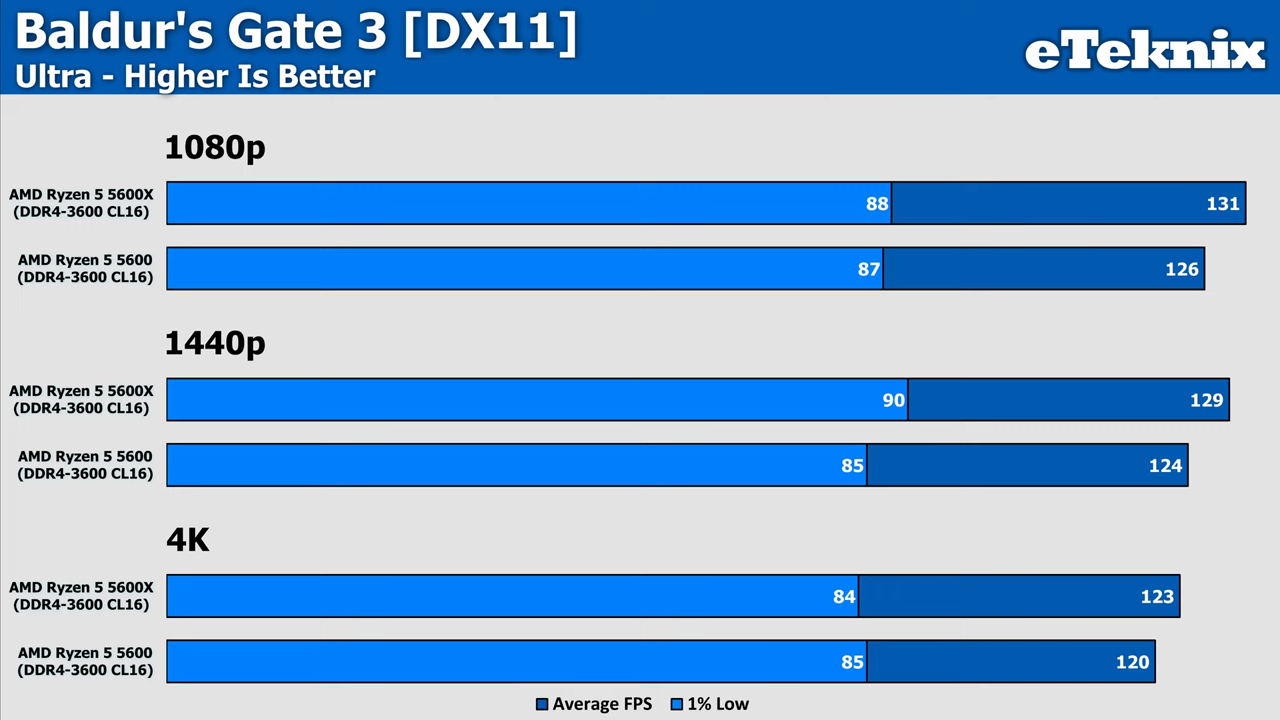 Baldur's Gate 3 [DX11]
Ultra - Higher Is Better
eTeknix
1080p
AMD Ryzen 5 5600X
(DDR4-3600 CL16)
88
131
AMD Ryzen 5 5600
(DDR4-3600 CL16)
87
126
1440p
AMD Ryzen 5 5600X
(DDR4-3600 CL16)
90
129
AMD Ryzen 5 5600
(DDR4-3600 CL16)
85
124
4K
AMD Ryzen 5 5600X
(DDR4-3600 CL16)
84
123
AMD Ryzen 5 5600
(DDR4-3600 CL16)
85
120
Average FPS
1% Low